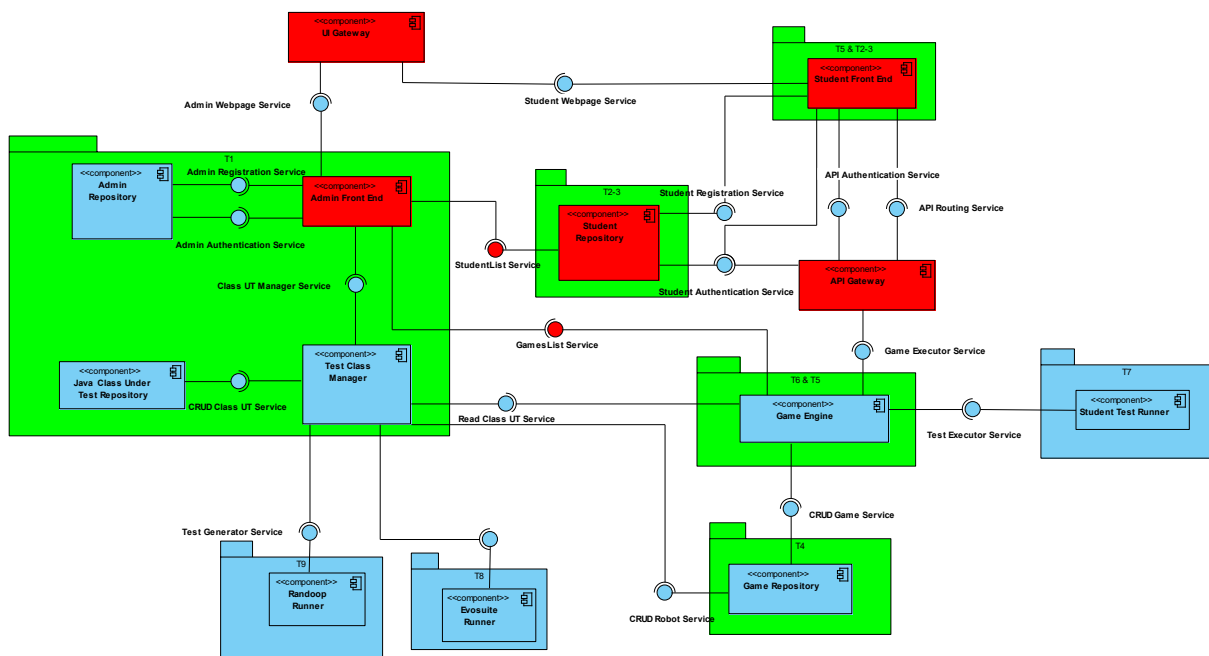 <<component>>
UI Gateway
T5 & T2-3
<<component>>
Student Front End
Admin Webpage Service
Student Webpage Service
T1
<<component>>
Admin
Repository
Admin Registration Service
<<component>>
Admin Front End
Admin Authentication Service
T2-3
<<component>>
Student
Repository
Student Registration Service
API Authentication Service
API Routing Service
StudentList Service
Class UT Manager Service
Student Authentication Service
<<component>>
API Gateway
GamesList Service
Game Executor Service
<<component>>
Test Class
Manager
<<component>>
Java Class Under
Test Repository
CRUD Class UT Service
Read Class UT Service
T6 & T5
<<component>>
Game Engine
Test Executor Service
T7
<<component>>
Student Test Runner
CRUD Game Service
Test Generator Service
T9
<<component>>
Randoop
Runner
T8
<<component>>
Evosuite
Runner
T4
<<component>>
Game Repository
CRUD Robot Service